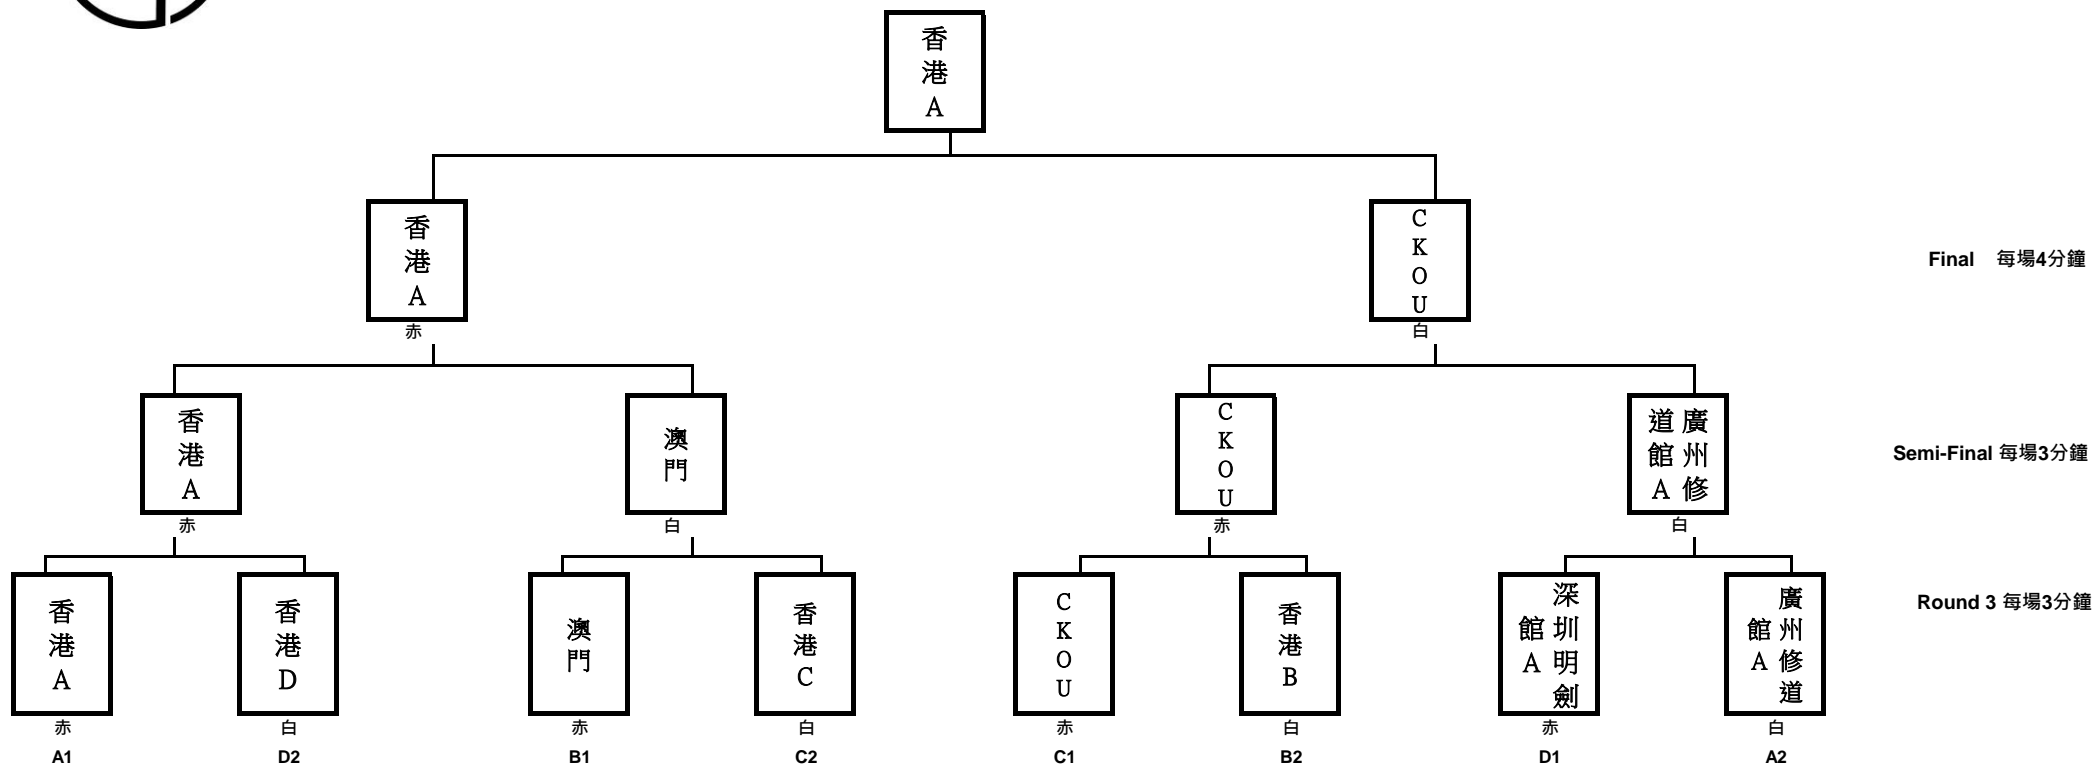 香港A
香港A
CKOU
Final 每場4分鐘
赤
白
香港A
澳門
CKOU
廣州修
道館A
Semi-Final 每場3分鐘
赤
白
赤
白
香港A
香港D
澳門
香港C
CKOU
香港B
深圳明劍
館A
廣州修道
館A
Round 3 每場3分鐘
赤
白
赤
白
赤
白
赤
白
A1
D2
B1
C2
C1
B2
D1
A2